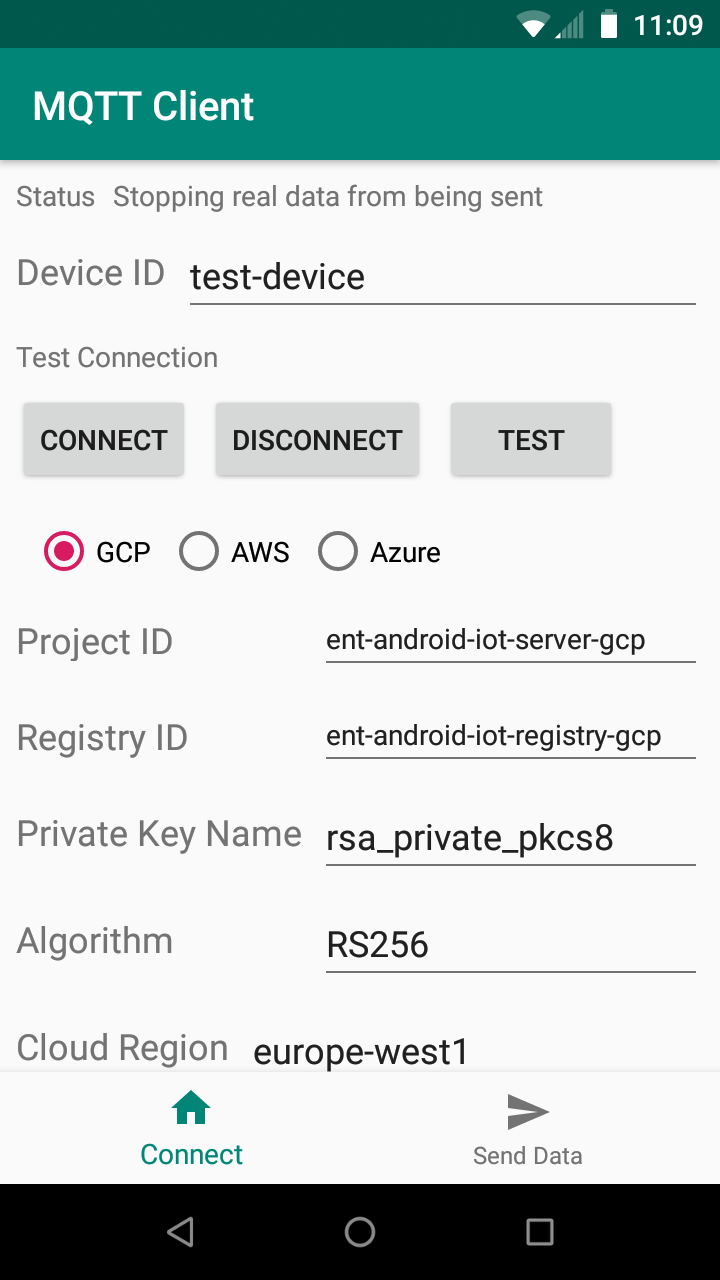 11:09
MQTT Client
Status Stopping real data from being sent
Device ID test-device
Test Connection
CONNECT DISCONNECT TEST
GCP AWS Azure
Project ID ent-android-iot-server-gcp
Registry ID ent-android-iot-registry-gcp
Private Key Name rsa_private_pkcs8
Algorithm RS256
Cloud Region europe-west1
Connect Send Data